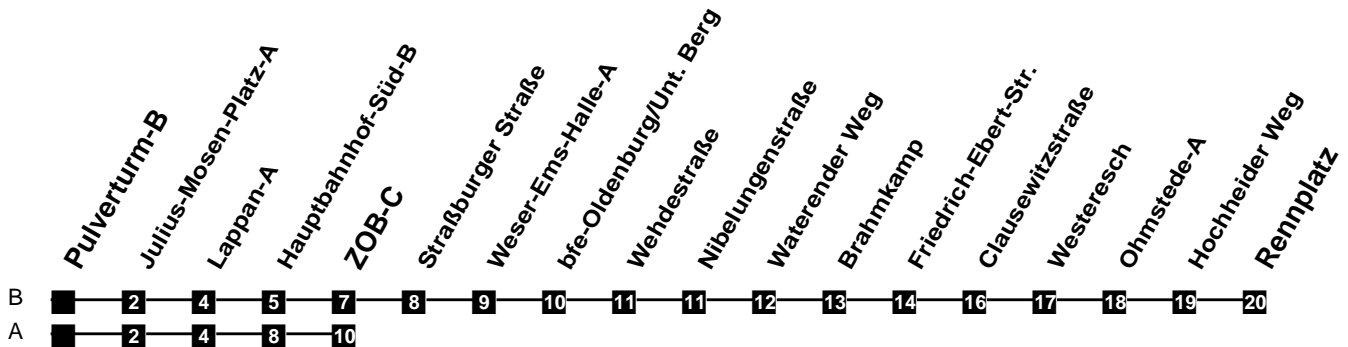 Pulverturm-B
Julius-Mosen-Platz-A
Lappan-A
Hauptbahnhof-Süd-B
ZOB-C
Straßburger Straße
Weser-Ems-Halle-A
bfe-Oldenburg/Unt. Berg
Wehdestraße
Nibelungenstraße
Waterender Weg
Brahmkamp
Friedrich-Ebert-Str.
Clausewitzstraße
Westeresch
Ohmstede-A
Hochheider Weg
Rennplatz
B 2 4 5 7 8 9 10 11 11 12 13 14 16 17 18 19 20
A 2 4 8 10